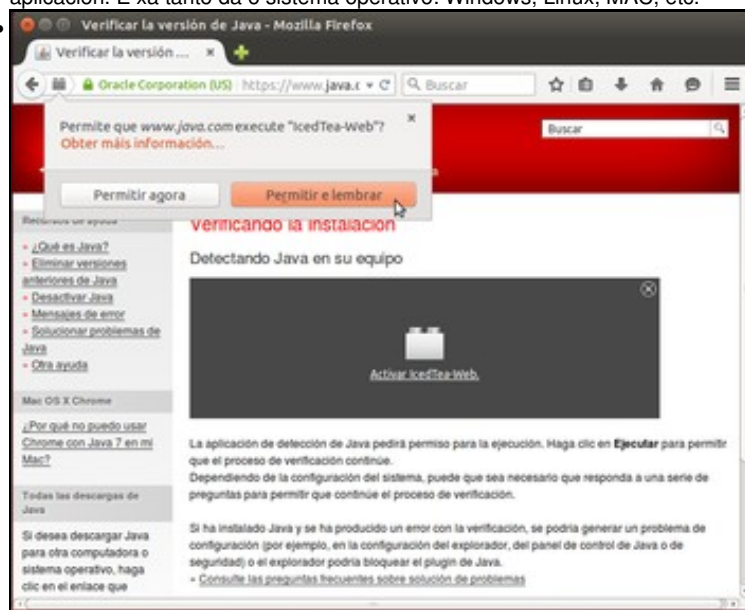 aplicación. E xa tanto da o sistema operativo: Windows, Linux, MAC, etc.
Verificar la versión de Java - Mozilla Firefox
Verificar la versión ...
Oracle Corporation (US) https://www.java.c Buscar
Permite que www.java.com execute "IcedTea-Web"?
Obter máis información...
Buscar
Permitir agora Permitir e lembrar
Recursos de ayuda
Verificando la instalación
» ¿Qué es Java?
» Eliminar versiones
anteriores de Java
» Desactivar Java
» Mensajes de error
» Solucionar problemas de
Java
» Otra ayuda
Detectando Java en su equipo
Activar IcedTea-Web.
Mac OS X Chrome
¿Por qué no puedo usar
Chrome con Java 7 en mi
Mac?
Todas las descargas de
Java
Si desea descargar Java
para otra computadora o
sistema operativo, haga
clic en el enlace que
La aplicación de detección de Java pedirá permiso para la ejecución. Haga clic en Ejecutar para permitir
que el proceso de verificación continúe.
Dependiendo de la configuración del sistema, puede que sea necesario que responda a una serie de
preguntas para permitir que continúe el proceso de verificación.
Si ha instalado Java y se ha producido un error con la verificación, se podría generar un problema de
configuración (por ejemplo, en la configuración del explorador, del panel de control de Java o de
seguridad) o el explorador podría bloquear el plugin de Java.
» Consulte las preguntas frecuentes sobre solución de problemas